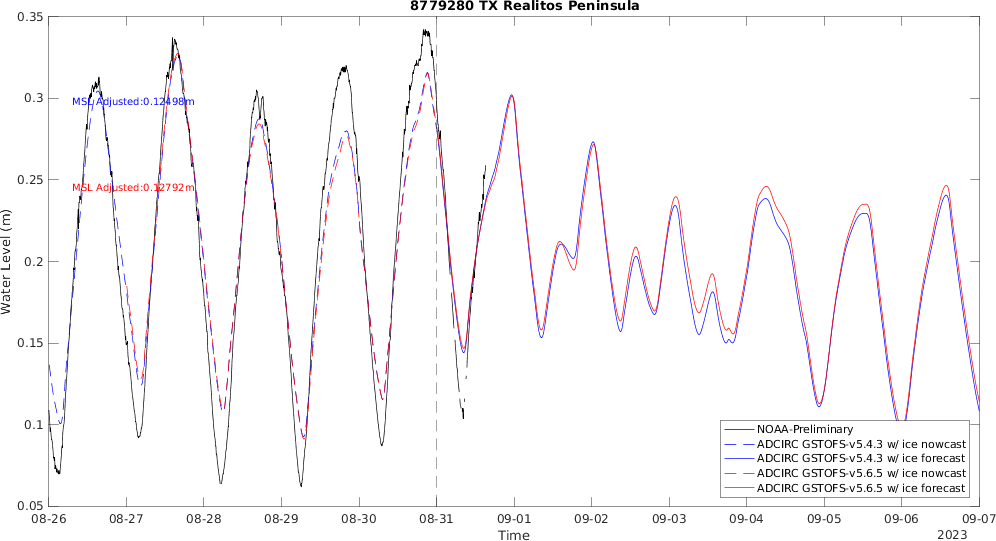 8779280 TX Realitos Peninsula
0.35
0.3
0.25
0.2
0.15
0.1
0.05
Water Level (m)
MSL Adjusted:0.12498m
MSL Adjusted:0.12792m
NOAA-Preliminary
ADCIRC GSTOFS-v5.4.3 w/ ice nowcast
ADCIRC GSTOFS-v5.4.3 w/ ice forecast
ADCIRC GSTOFS-v5.6.5 w/ ice nowcast
ADCIRC GSTOFS-v5.6.5 w/ ice forecast
08-26 08-27 08-28 08-29 08-30 08-31 09-01 09-02 09-03 09-04 09-05 09-06 09-07
Time
2023